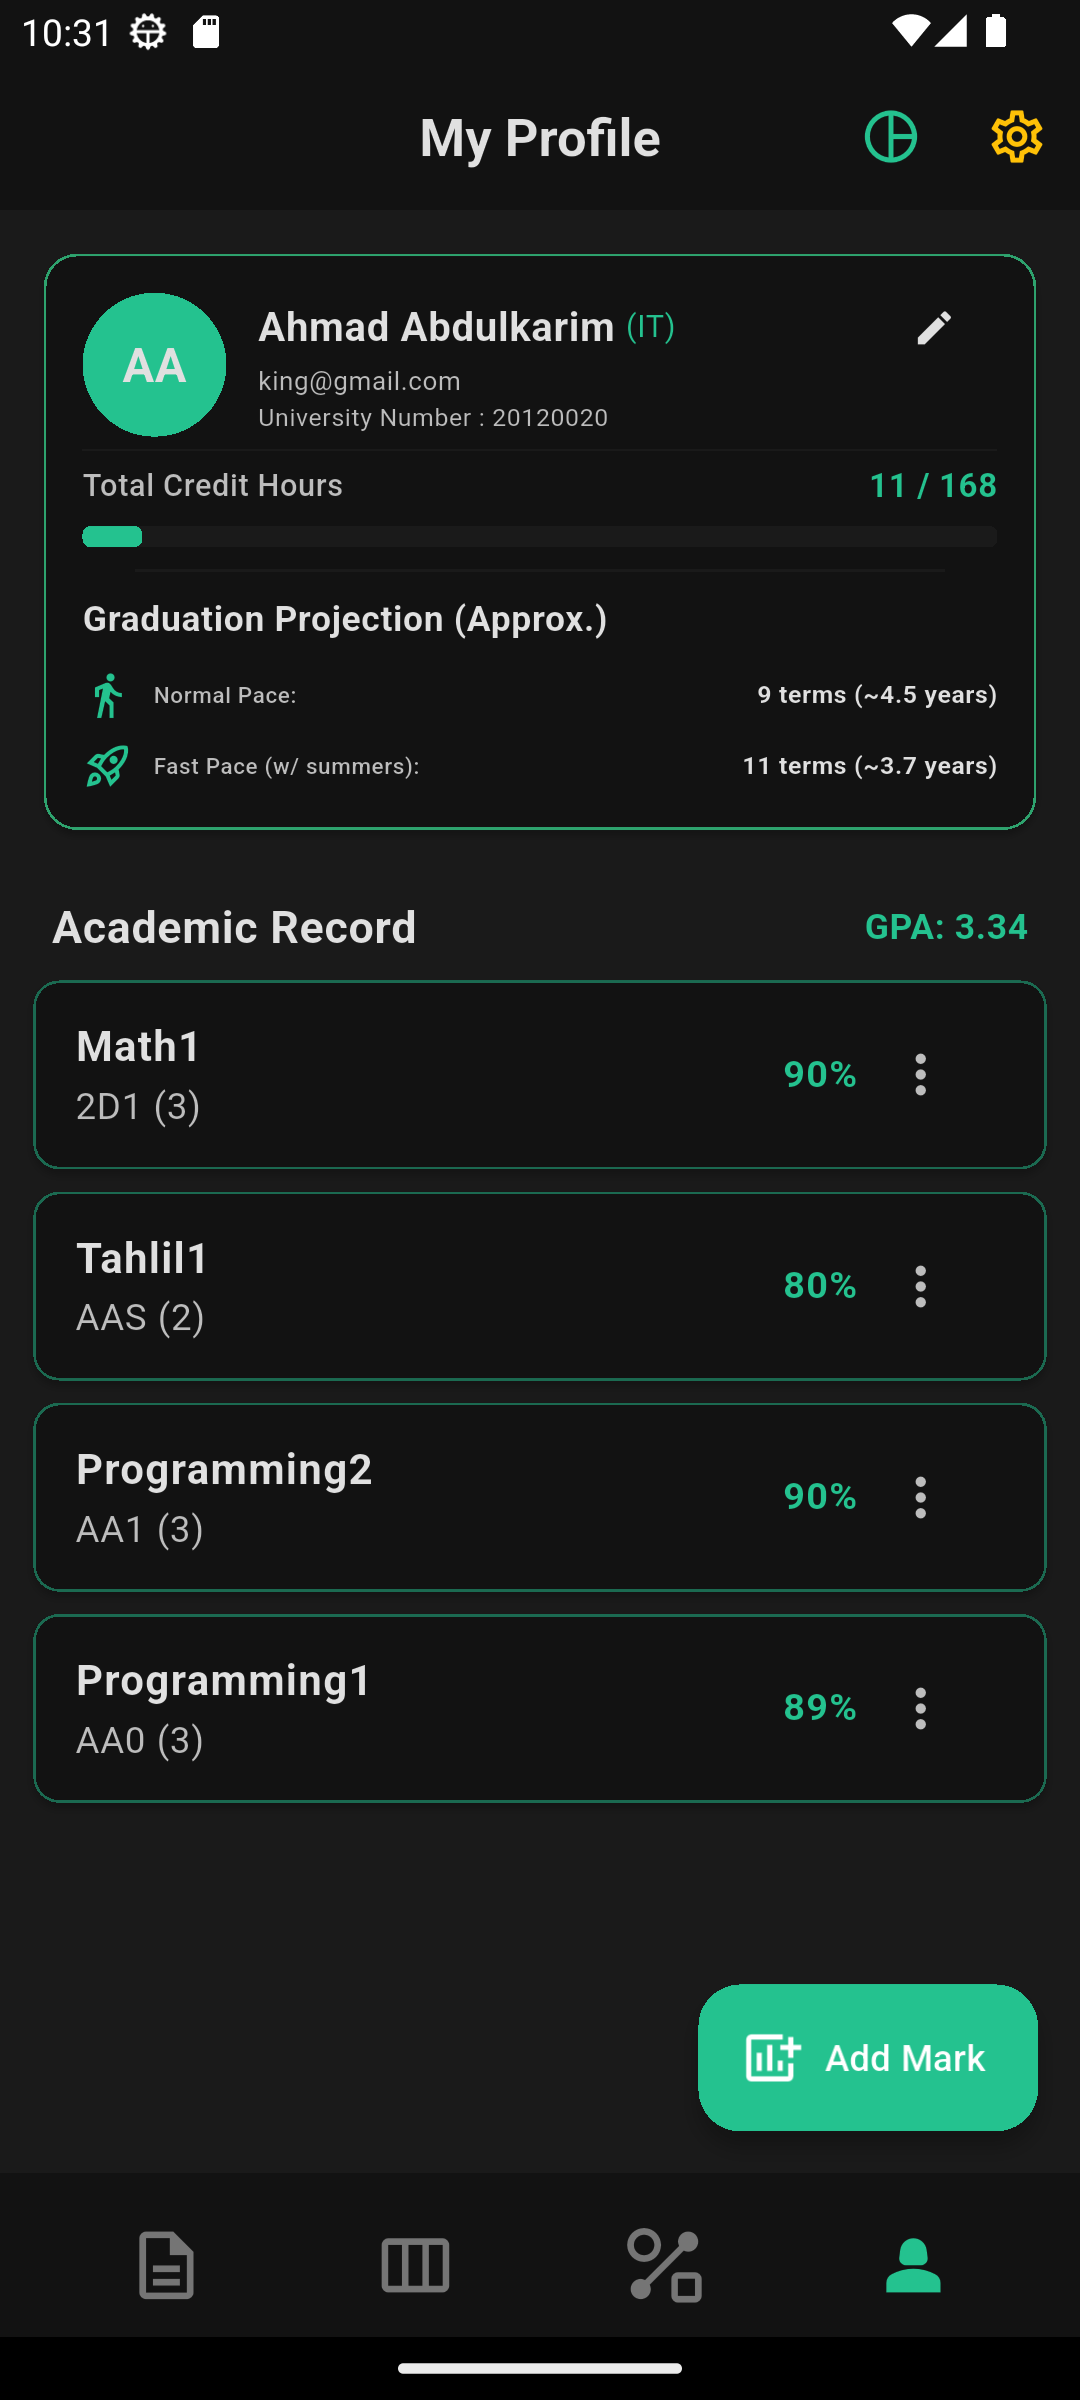 10:31
My Profile
AA
Ahmad Abdulkarim (IT)
king@gmail.com
University Number : 20120020
Total Credit Hours 11 / 168
Graduation Projection (Approx.)
Normal Pace: 9 terms (~4.5 years)
Fast Pace (w/ summers): 11 terms (~3.7 years)
Academic Record GPA: 3.34
Math1
2D1 (3)
90%
Tahlil1
AAS (2)
80%
Programming2
AA1 (3)
90%
Programming1
AA0 (3)
89%
Add Mark